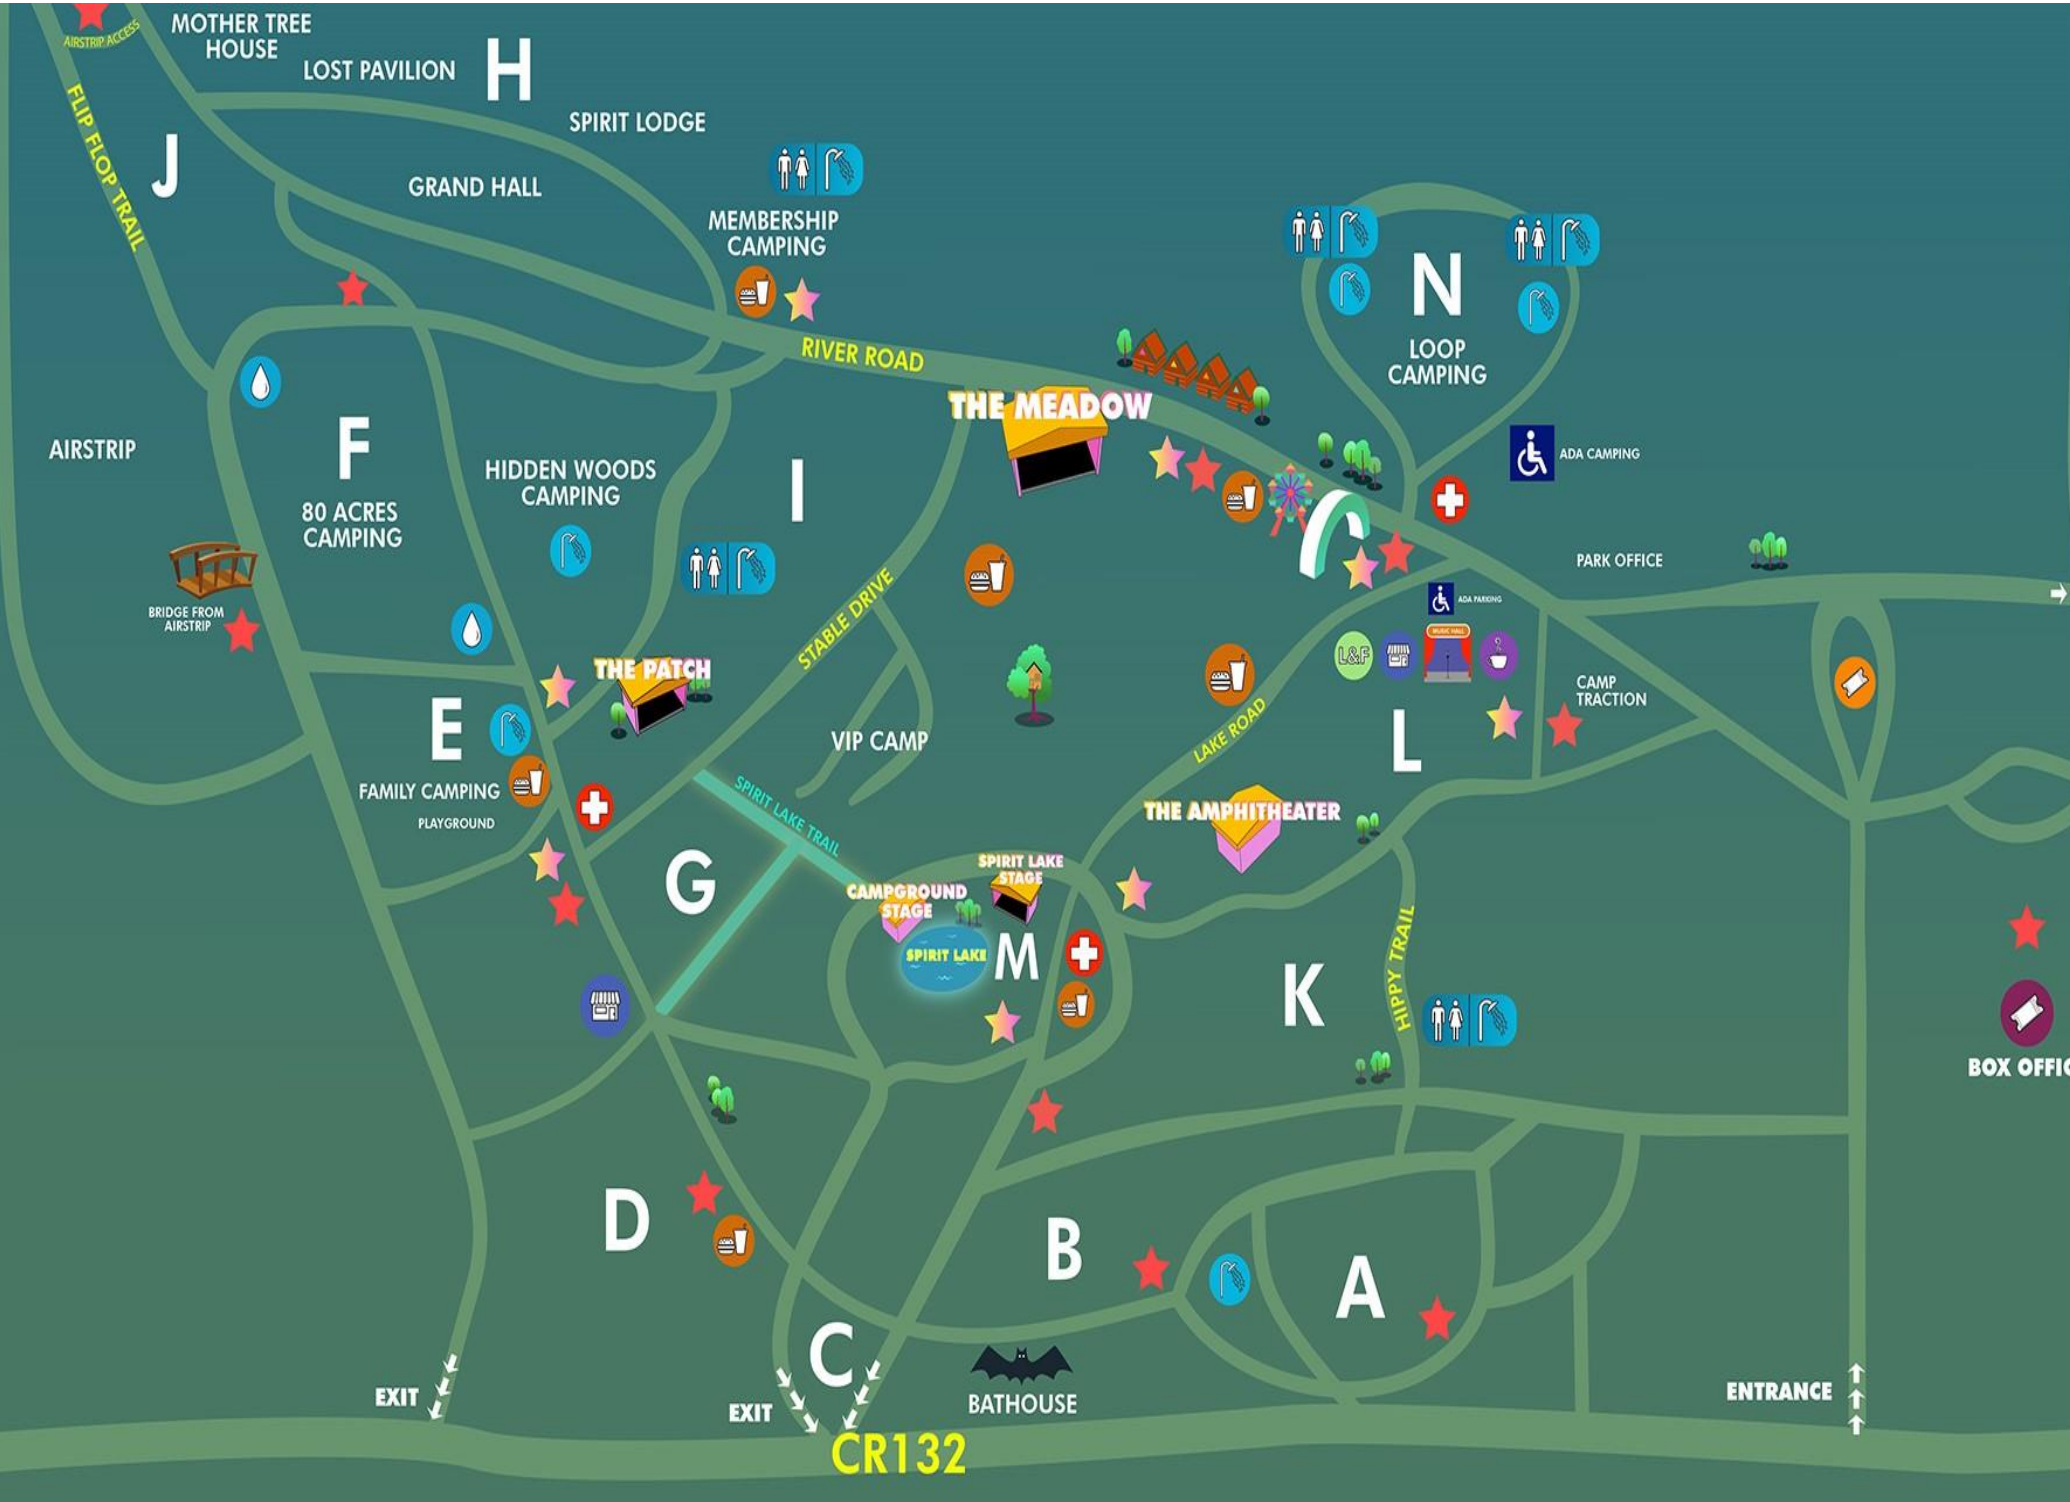 MOTHER TREE
HOUSE
AIRSTRIP ACCESS
LOST PAVILION
H
SPIRIT LODGE
FLIP FLOP TRAIL
J
GRAND HALL
MEMBERSHIP
CAMPING
N
LOOP
CAMPING
RIVER ROAD
THE MEADOW
AIRSTRIP
F
80 ACRES
CAMPING
HIDDEN WOODS
CAMPING
I
ADA CAMPING
PARK OFFICE
BRIDGE FROM
AIRSTRIP
STABLE DRIVE
ADA PARKING
MUSIC HALL
L&F
THE PATCH
CAMP
TRACTION
E
VIP CAMP
LAKE ROAD
L
FAMILY CAMPING
PLAYGROUND
SPIRIT LAKE TRAIL
THE AMPHITHEATER
G
SPIRIT LAKE
STAGE
CAMPGROUND
STAGE
SPIRIT LAKE
M
K
HIPPY TRAIL
BOX OFFIC
D
B
A
C
EXIT
EXIT
BATHOUSE
ENTRANCE
CR132